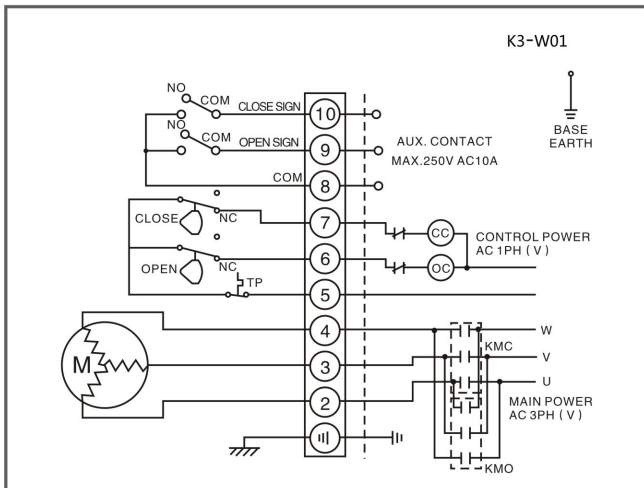 K3-W01
NO
COM
CLOSE SIGN
10
NO
COM
OPEN SIGN
9
AUX. CONTACT
MAX.250V AC10A
BASE
EARTH
COM
8
CLOSE
NC
7
CC
CONTROL POWER
AC 1PH ( V )
OPEN
NC
6
OC
TP
5
4
W
KMC
M
3
V
U
2
MAIN POWER
AC 3PH ( V )
KMO